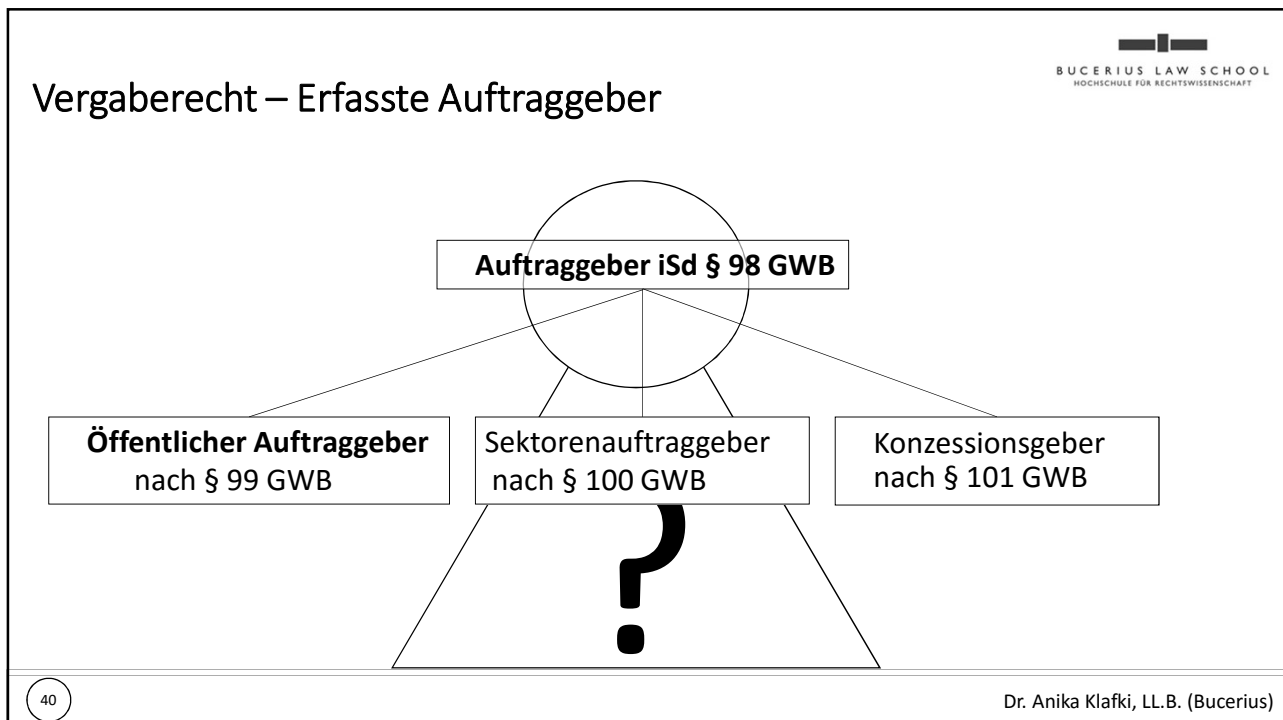 BUCERIUS LAW SCHOOL
HOCHSCHULE FÜR RECHTSWISSENSCHAFT
Vergaberecht – Erfasste Auftraggeber
Auftraggeber iSd § 98 GWB
Öffentlicher Auftraggeber
nach § 99 GWB
Sektorenauftraggeber
nach § 100 GWB
Konzessionsgeber
nach § 101 GWB
?
40
Dr. Anika Klafki, LL.B. (Bucerius)